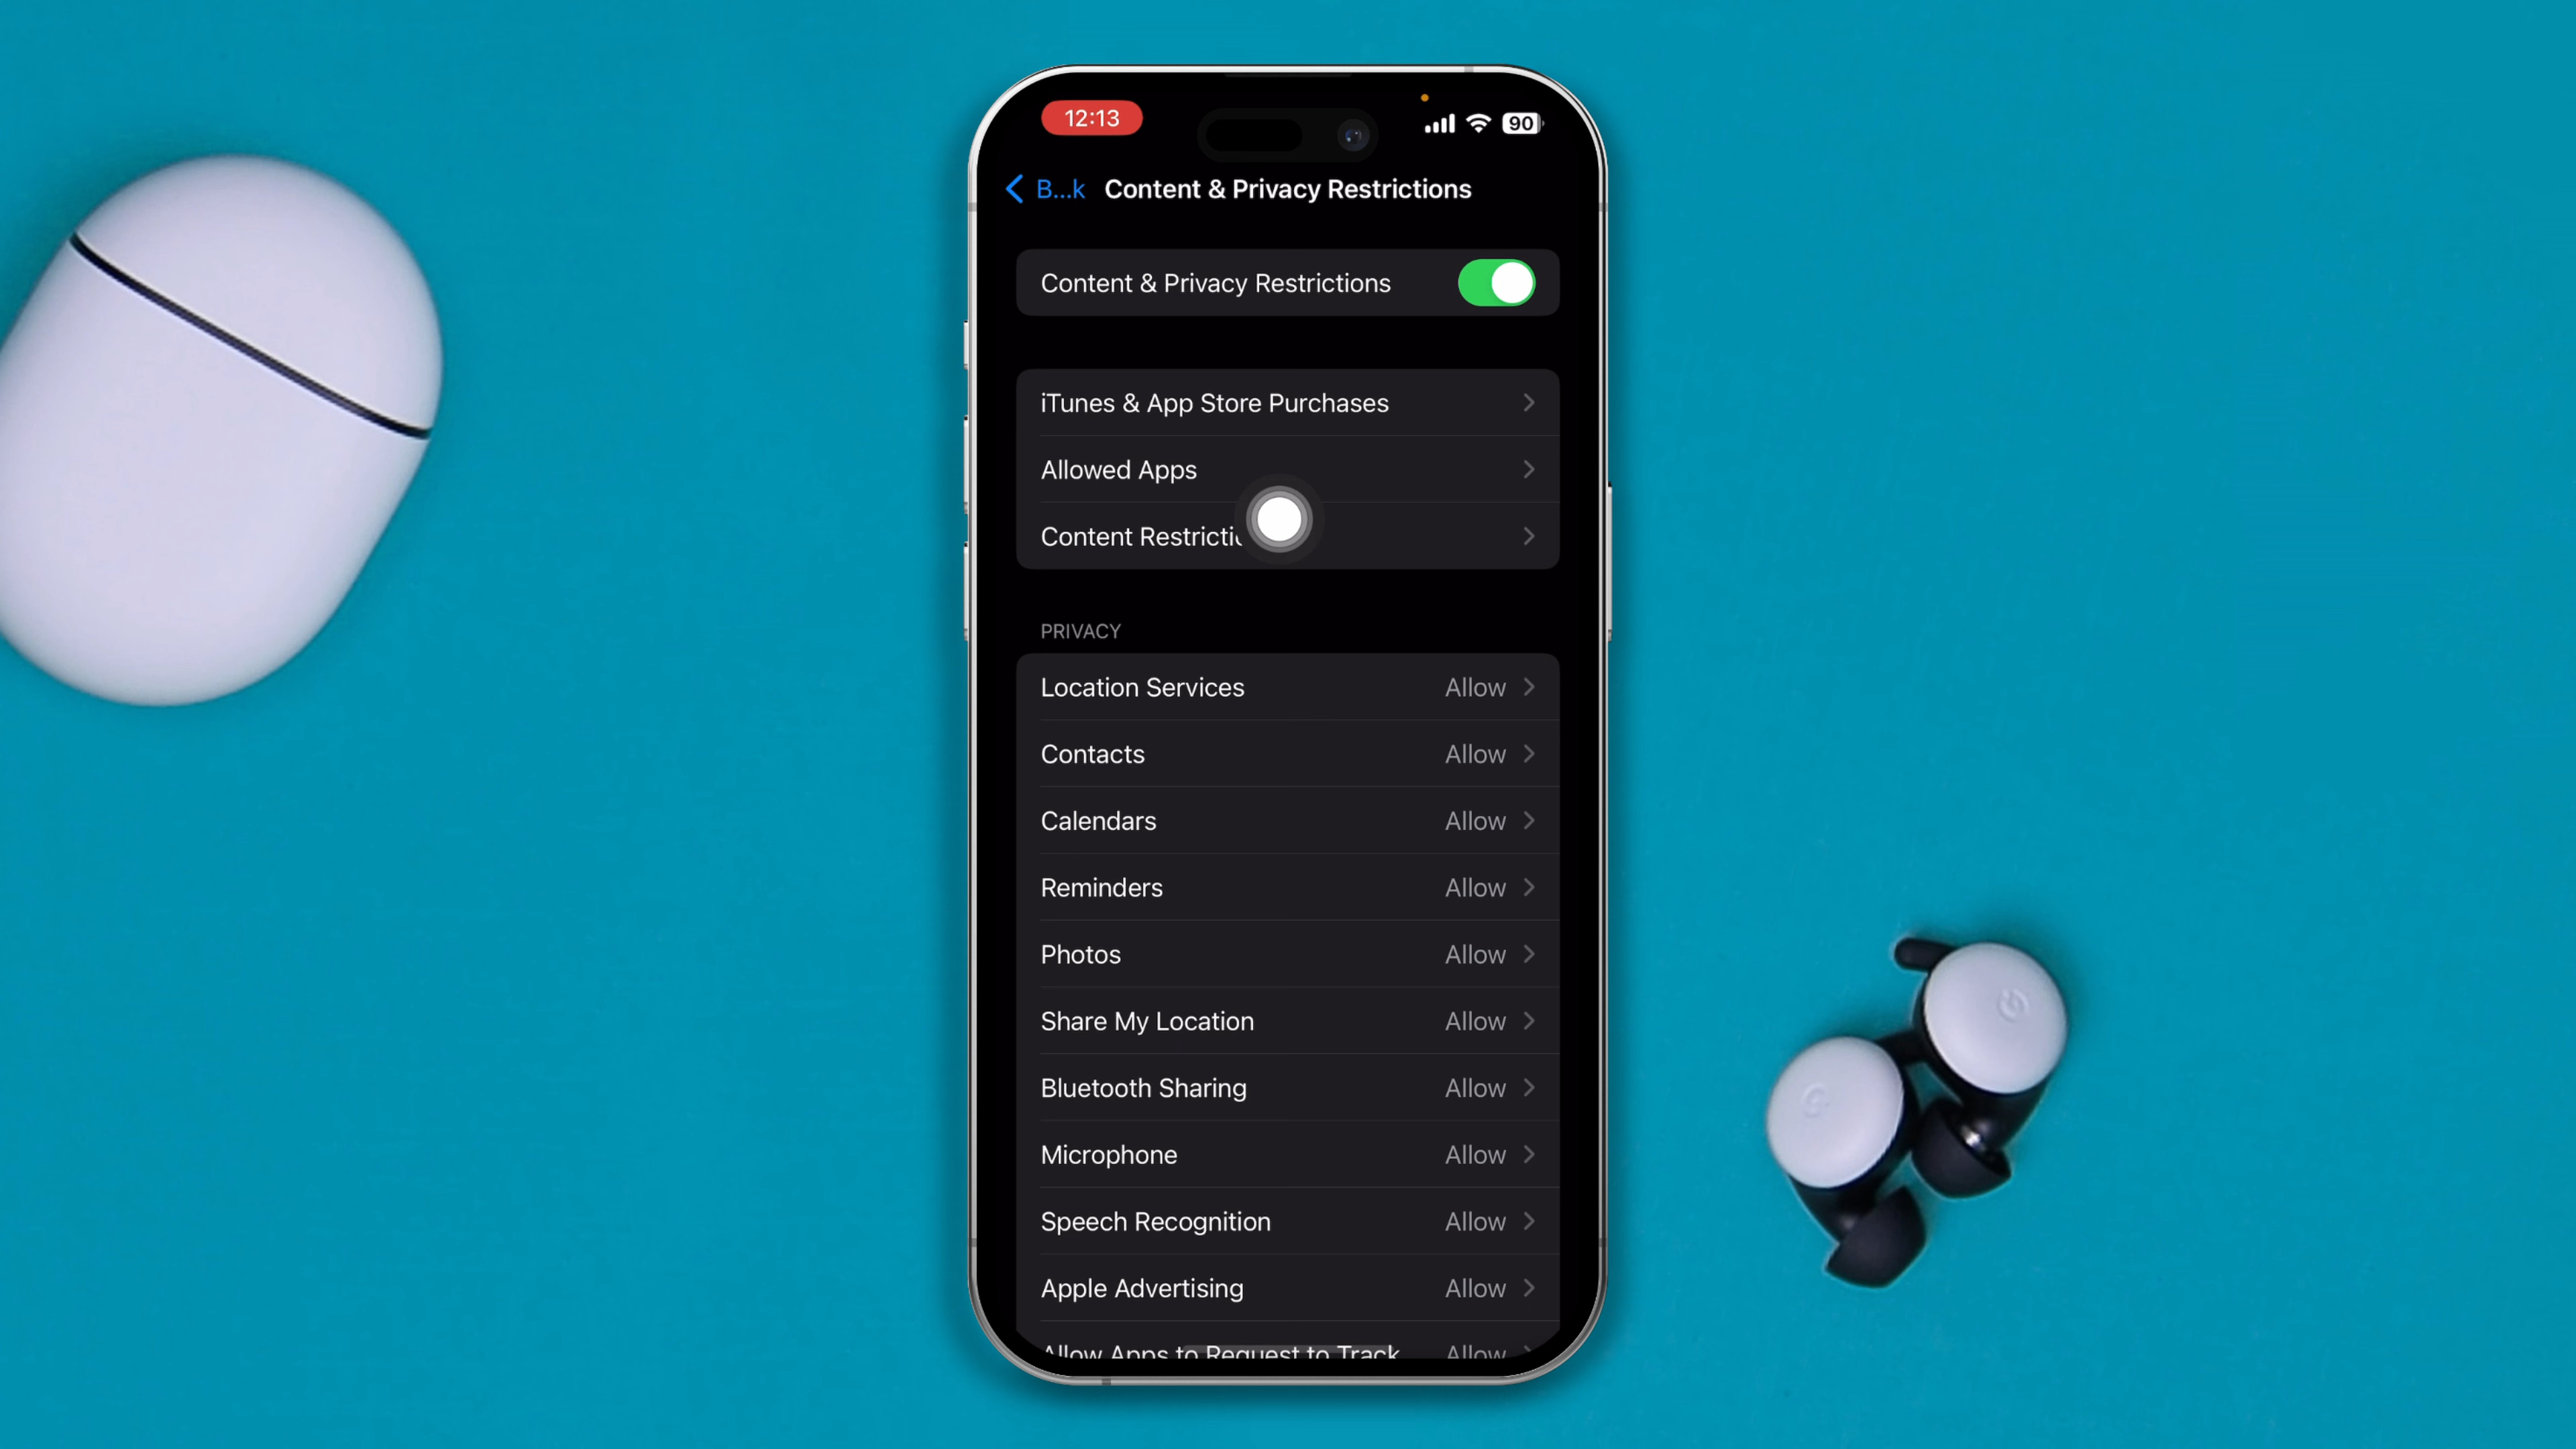 12:13
90
B...k Content & Privacy Restrictions
Content & Privacy Restrictions
iTunes & App Store Purchases
Allowed Apps
Content
PRIVACY
Location Services Allow
Contacts Allow
Calendars Allow
Reminders Allow
Photos Allow
Share My Location Allow
Bluetooth Sharing Allow
Microphone Allow
Speech Recognition Allow
Apple Advertising Allow
Allow Apps to Request to Track Allow